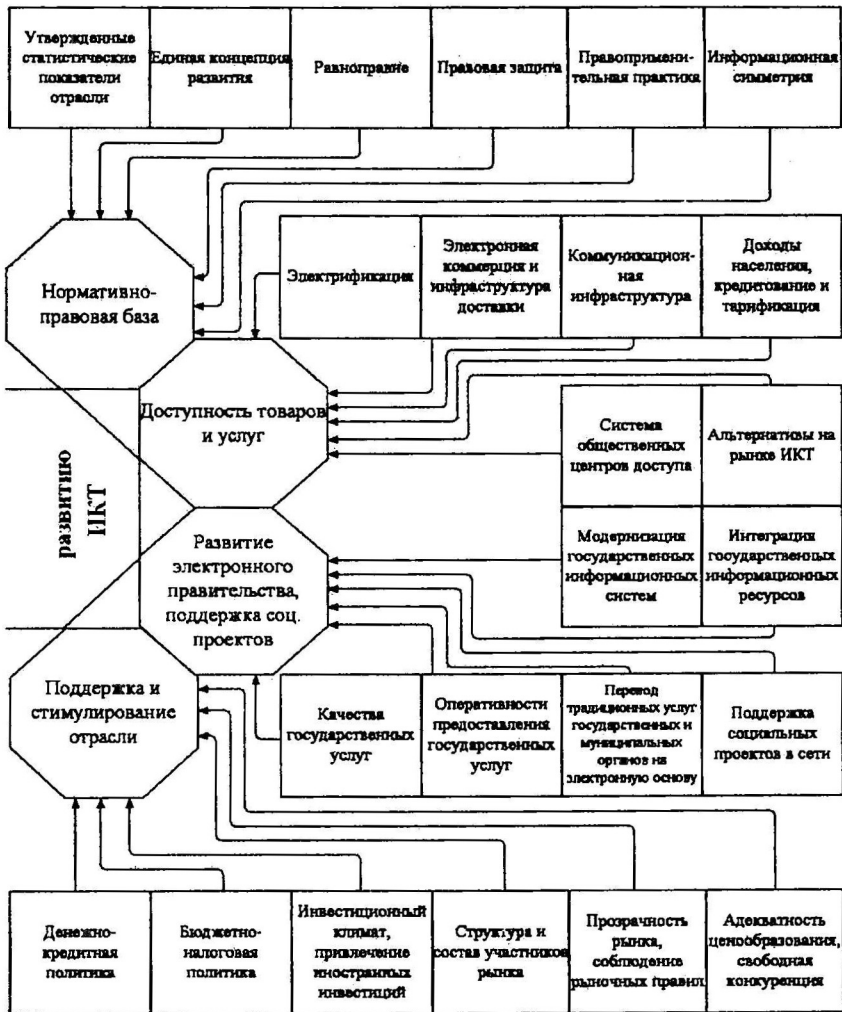 Утвержденные
статистические
показатели
отрасли
Единая концепция
развития
Равноправие
Правовая защита
Правопримени-
тельная практика
Информационная
симметрия
Нормативно-
правовая база
Электрификация
Электронная
коммерция и
инфраструктура
доставки
Коммуникацион-
ная
инфраструктура
Доходы
населения,
кредитование и
тарификация
Доступность товаров
и услуг
Система
общественных
центров доступа
Альтернативы на
рынке ИКТ
развитию
ИКТ
Развитие
электронного
правительства,
поддержка соц.
проектов
Модернизация
государственных
информационных
систем
Интеграция
государственных
информационных
ресурсов
Поддержка и
стимулирование
отрасли
Качества
государственных
услуг
Оперативности
предоставления
государственных
услуг
Перевод
традиционных услуг
государственных и
муниципальных
органов на
электронную основу
Поддержка
социальных
проектов в сети
Денежно-
кредитная
политика
Бюджетно-
налоговая
политика
Инвестиционный
климат,
привлечение
иностранных
инвестиций
Структура и
состав участников
рынка
Прозрачность
рынка,
соблюдение
рыночных правил
Адекватность
ценообразования,
свободная
конкуренция